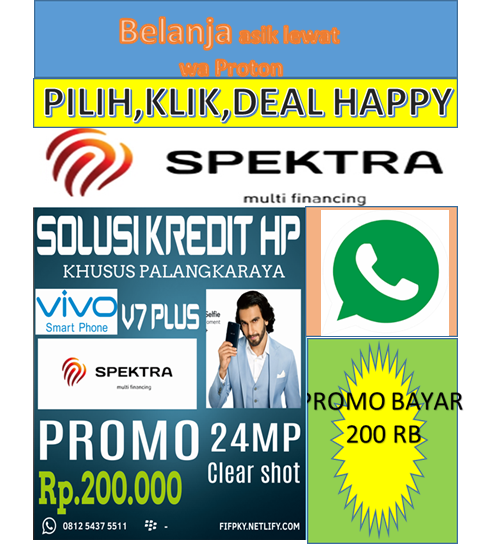 Belanja asik lewat
wa Proton
PILIH,KLIK,DEAL HAPPY
SPEKTRA
multi financing
SOLUSI KREDIT HP
KHUSUS PALANGKARAYA
vivo
Smart Phone
V7 PLUS
Selfie
SPEKTRA
multi financing
PROMO
Rp.200.000
24MP
Clear shot
0812 5437 5511 -
FIFPKY.NETLIFY.COM
PROMO BAYAR
200 RB